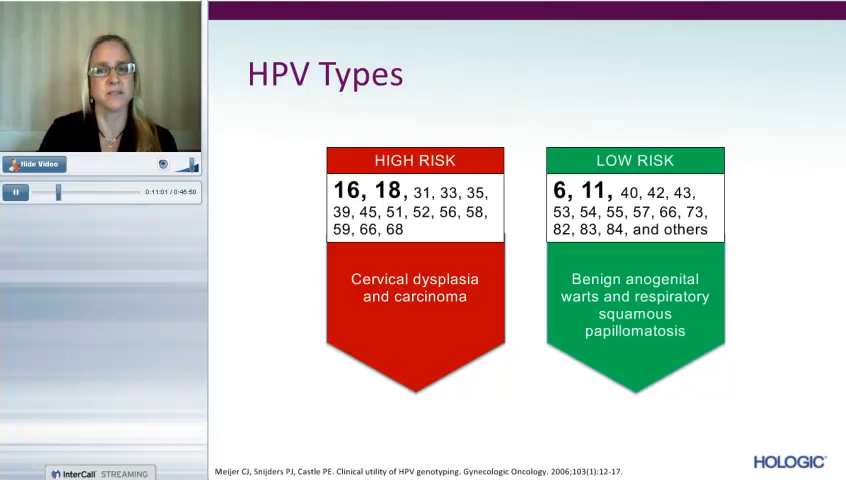 HPV Types
HIGH RISK
16, 18, 31, 33, 35,
39, 45, 51, 52, 56, 58,
59, 66, 68
Cervical dysplasia
and carcinoma
LOW RISK
6, 11, 40, 42, 43,
53, 54, 55, 57, 66, 73,
82, 83, 84, and others
Benign anogenital
warts and respiratory
squamous
papillomatosis
Hide Video
0:11:01 / 0:45:50
InterCall STREAMING
Meijer CJ, Snijders PJ, Castle PE. Clinical utility of HPV genotyping. Gynecologic Oncology. 2006;103(1):12-17.
HOLOGIC